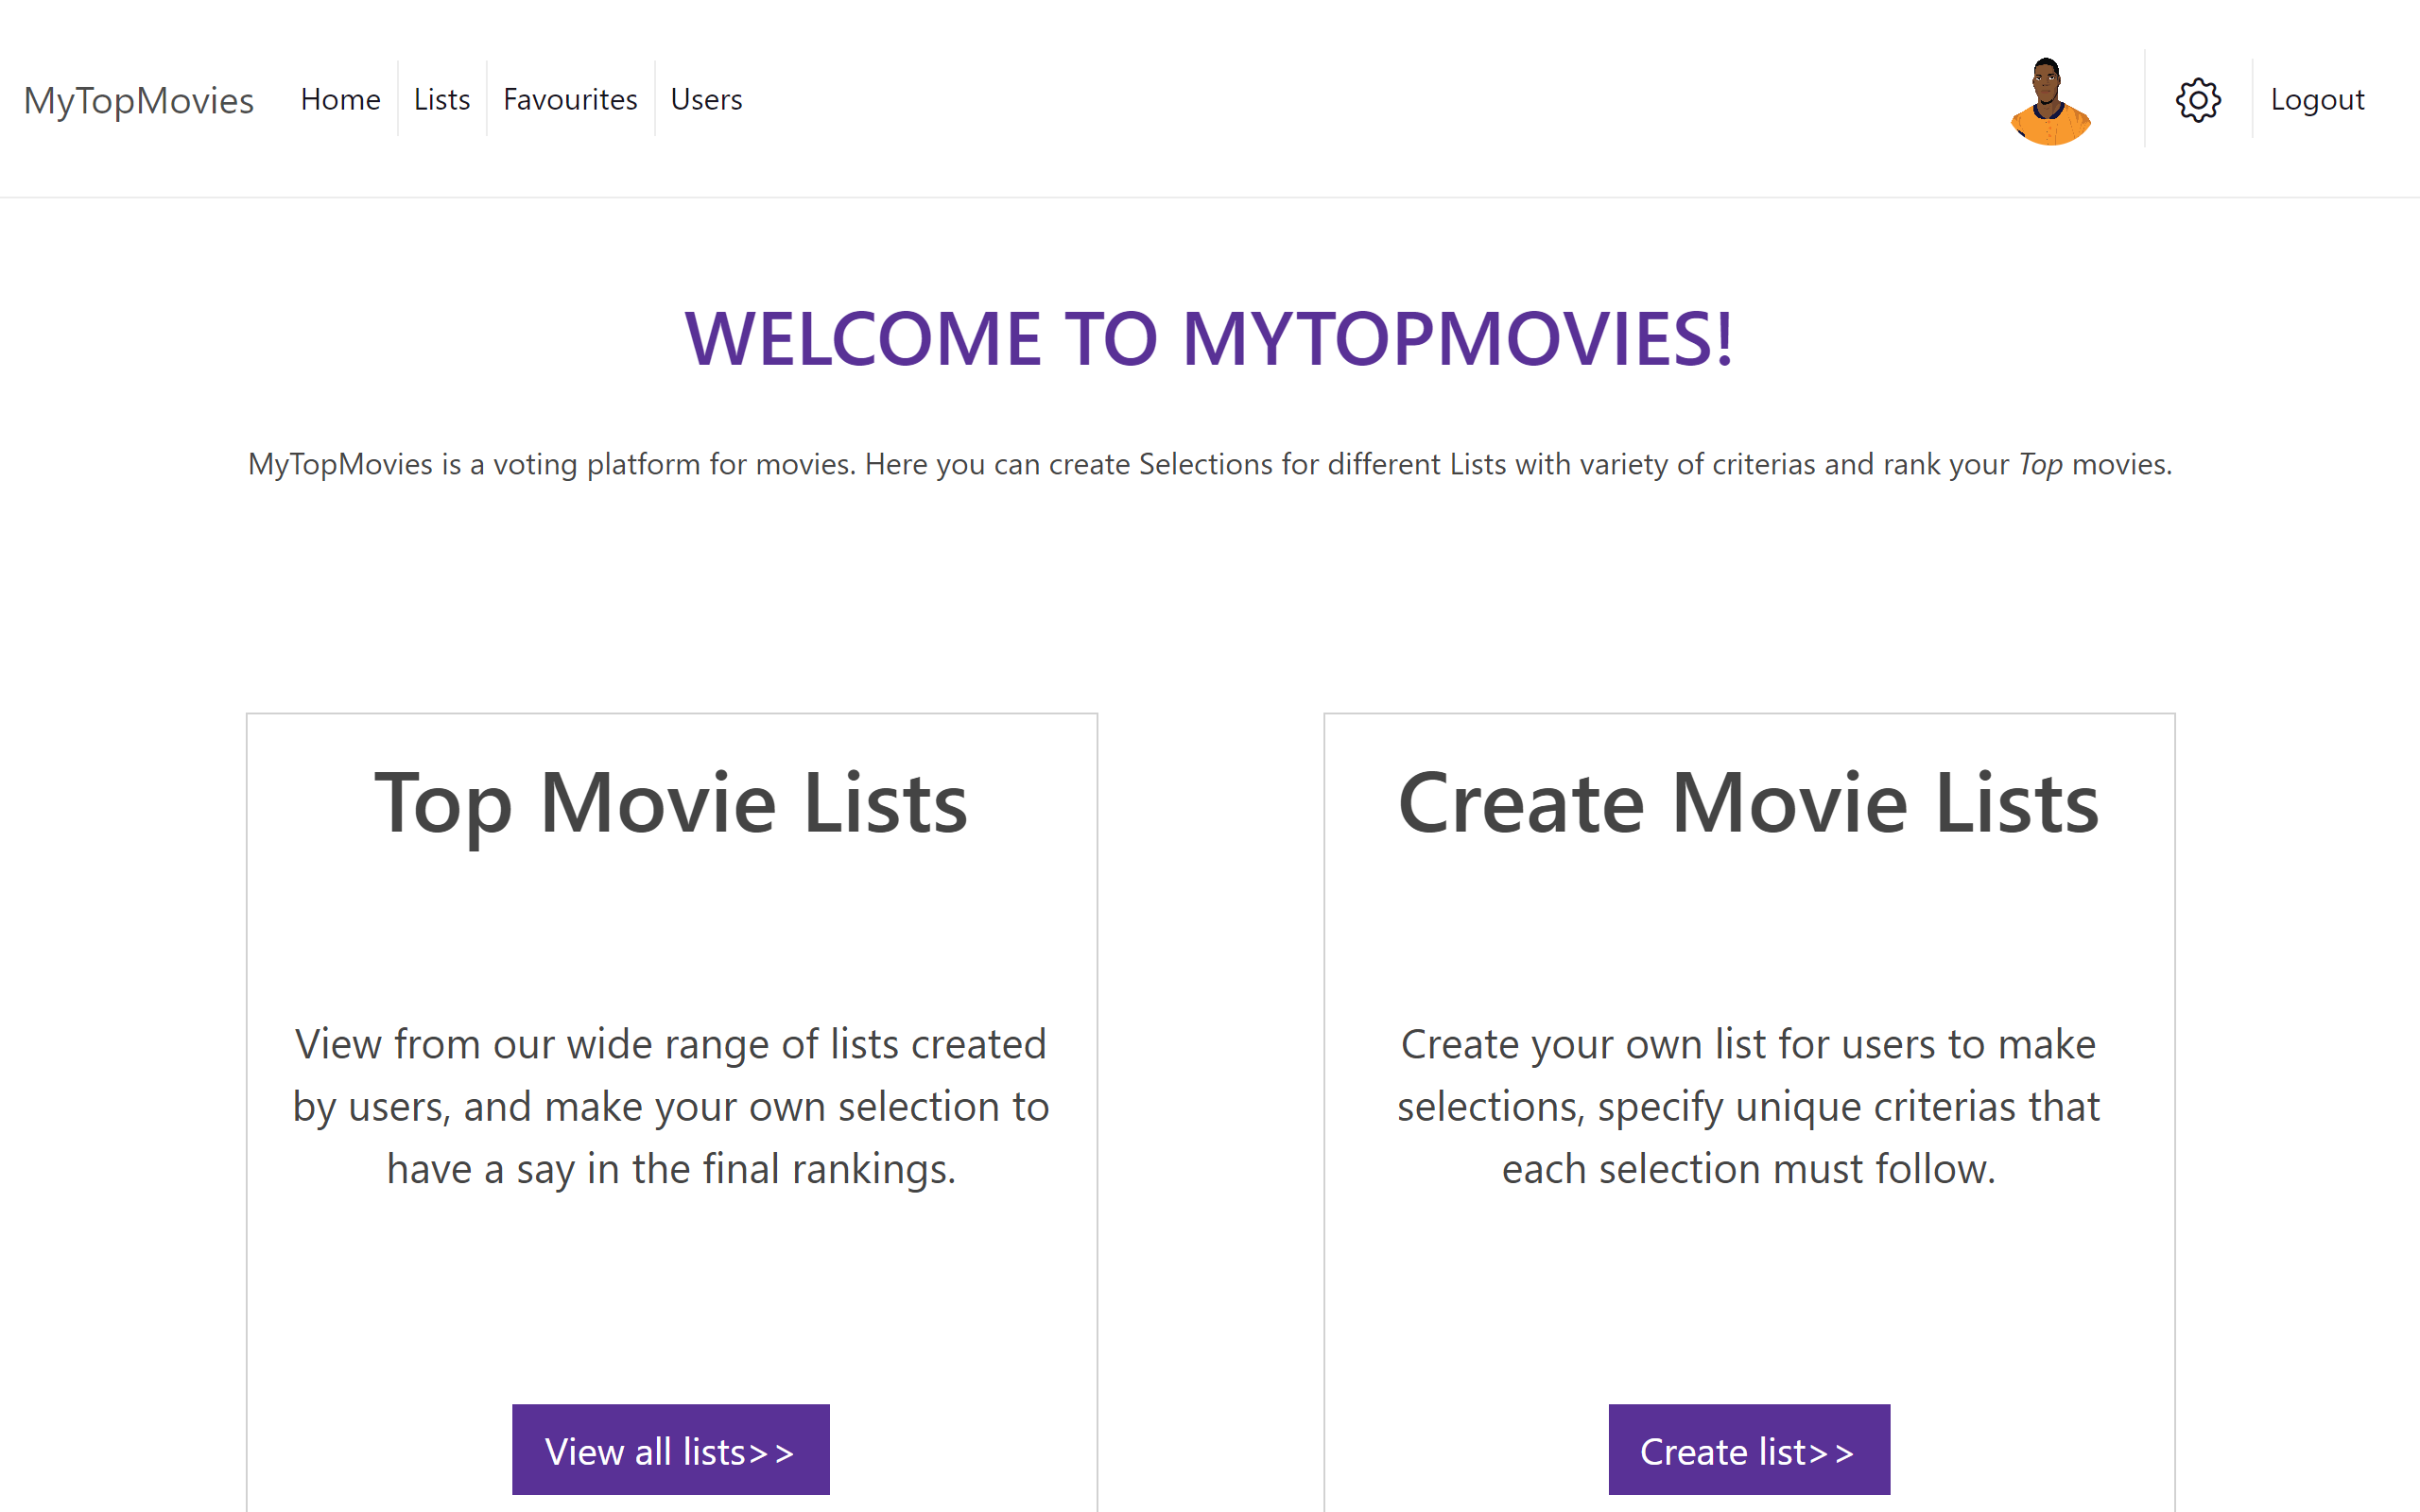 MyTopMovies Home Lists Favourites Users Logout
WELCOME TO MYTOPMOVIES!
MyTopMovies is a voting platform for movies. Here you can create Selections for different Lists with variety of criterias and rank your Top movies.
Top Movie Lists
View from our wide range of lists created
by users, and make your own selection to
have a say in the final rankings.
View all lists>>
Create Movie Lists
Create your own list for users to make
selections, specify unique criterias that
each selection must follow.
Create list>>